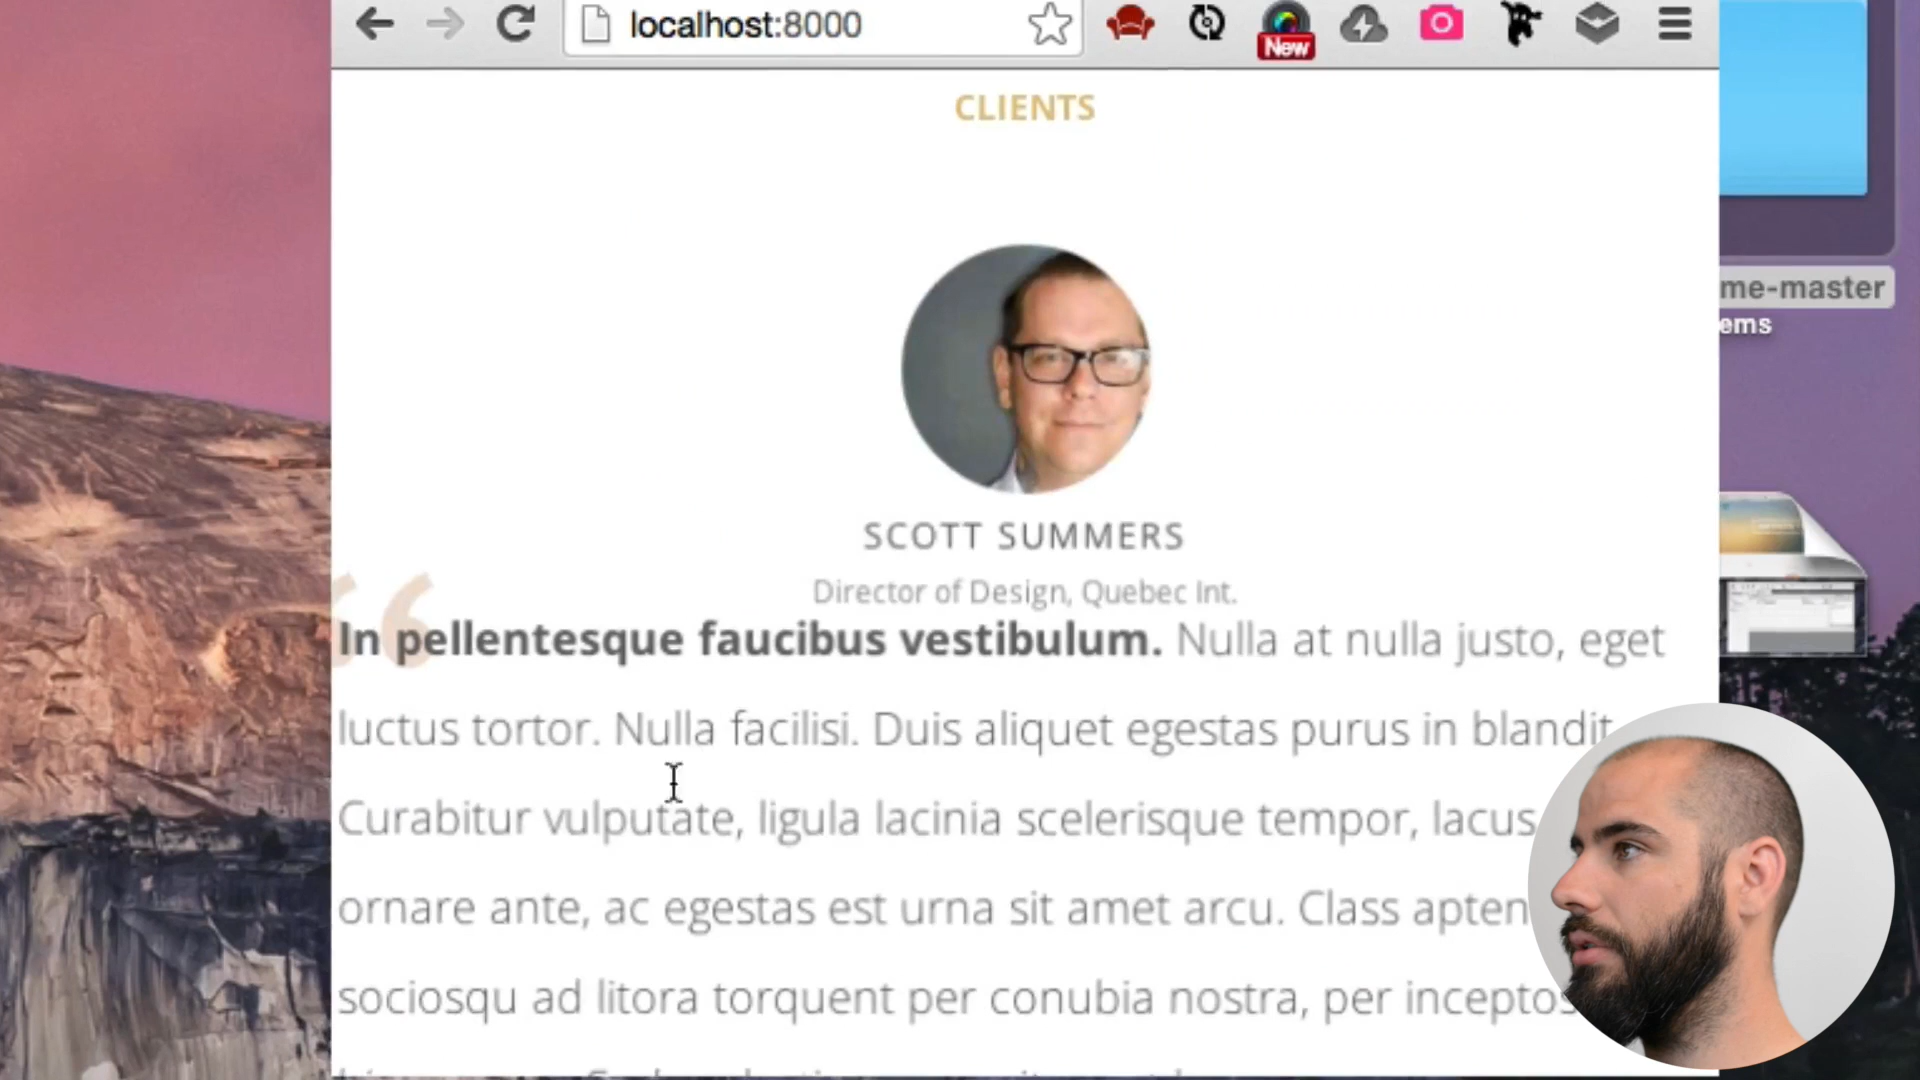 localhost:8000
New
CLIENTS
me-master
ems
SCOTT SUMMERS
Director of Design, Quebec Int.
“
In pellentesque faucibus vestibulum. Nulla at nulla justo, eget
luctus tortor. Nulla facilisi. Duis aliquet egestas purus in blandit
Curabitur vulputate, ligula lacinia scelerisque tempor, lacus
ornare ante, ac egestas est urna sit amet arcu. Class apten
sociosqu ad litora torquent per conubia nostra, per inceptos